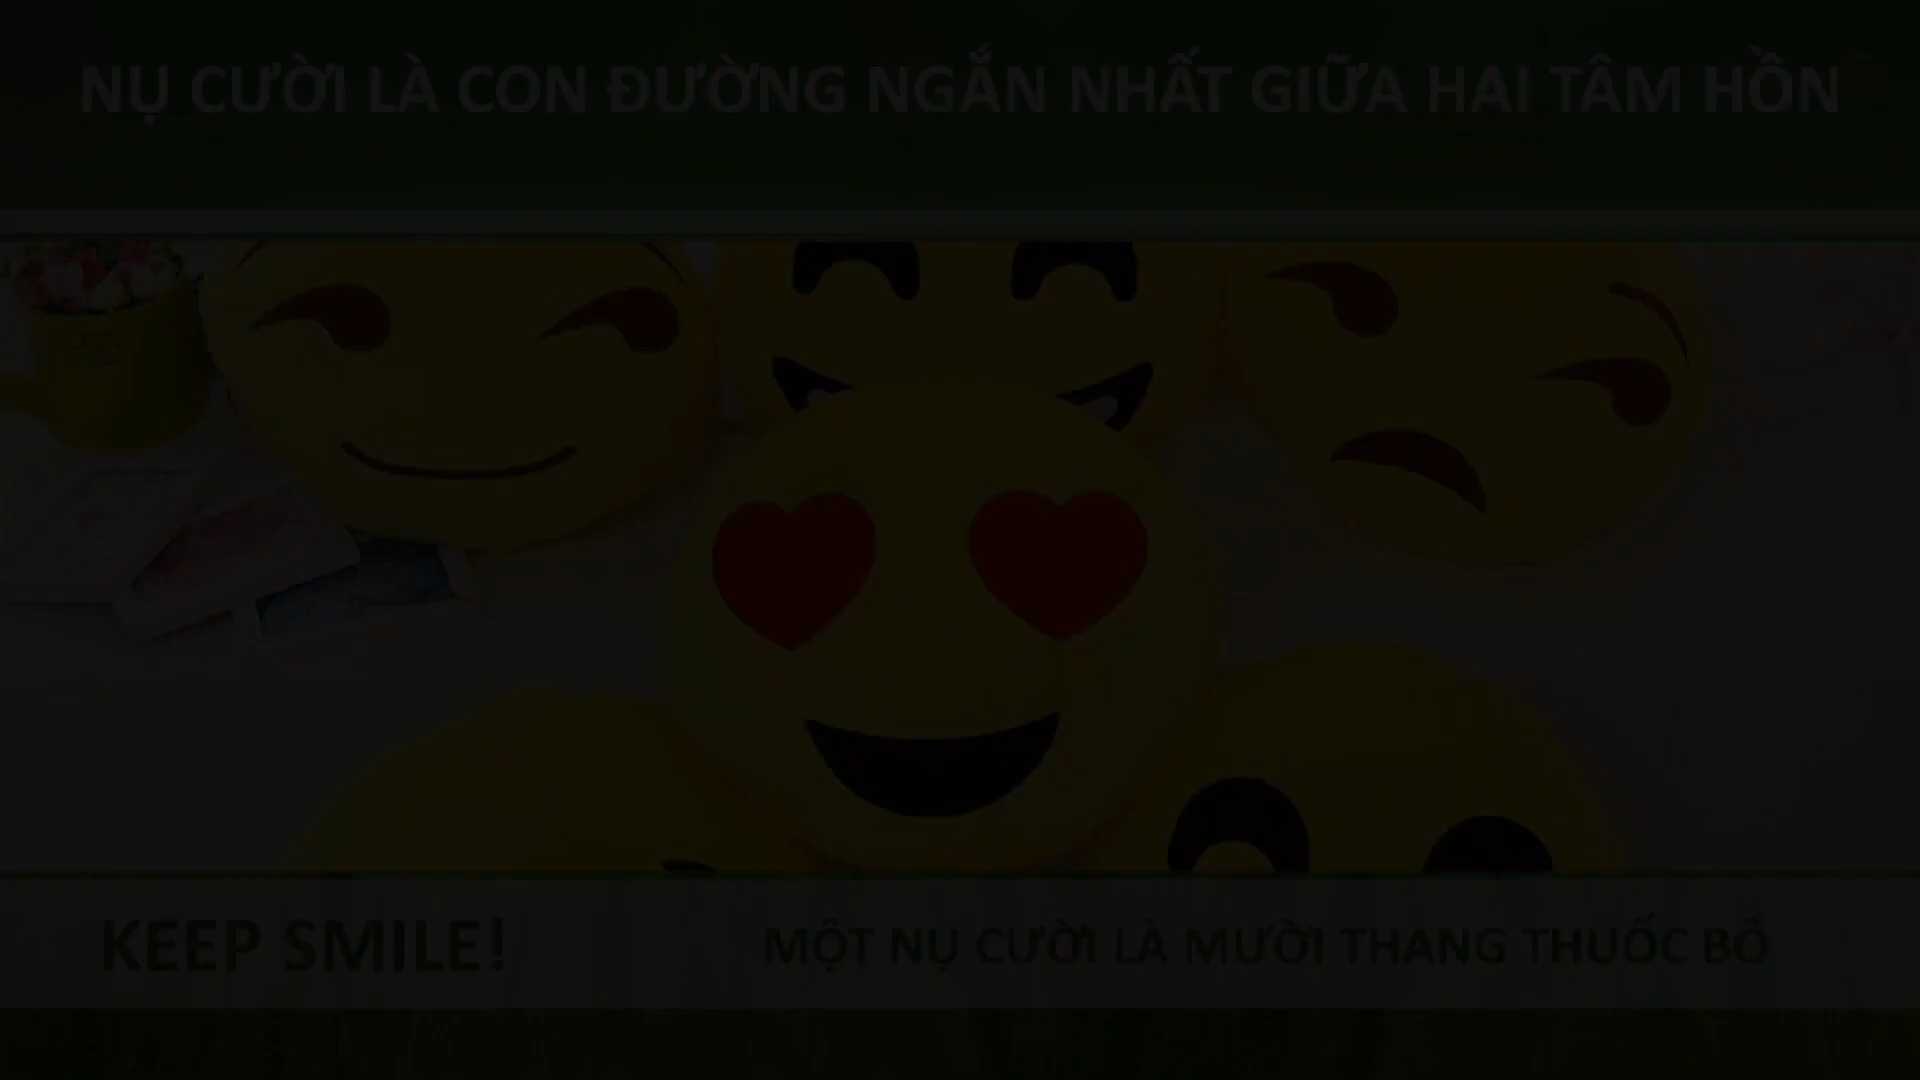 NỤ CƯỜI LÀ CON ĐƯỜNG NGẮN NHẤT GIỮA HAI TÂM HỒN
KEEP SMILE!
MỘT NỤ CƯỜI LÀ MƯỜI THANG THUỐC BỔ